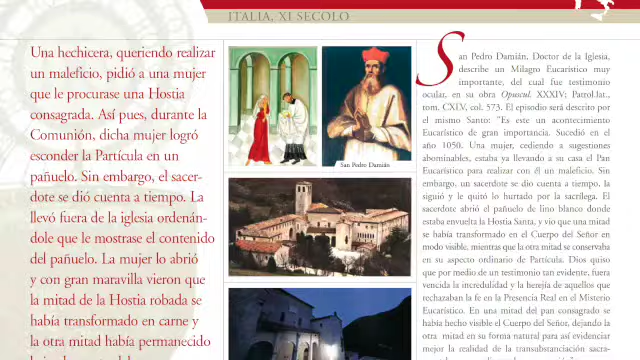 ITALIA, XI SECOLO
Una hechicera, queriendo realizar
un maleficio, pidió a una mujer
que le procurase una Hostia
consagrada. Así pues, durante la
Comunión, dicha mujer logró
esconder la Partícula en un
pañuelo. Sin embargo, el sacer-
dote se dió cuenta a tiempo. La
llevó fuera de la iglesia ordenán-
dole que le mostrase el contenido
del pañuelo. La mujer lo abrió
y con gran maravilla vieron que
la mitad de la Hostia robada se
había transformado en carne y
la otra mitad había permanecido
San Pedro Damián
San Pedro Damián, Doctor de la Iglesia,
describe un Milagro Eucarístico muy
importante, del cual fue testimonio
ocular, en su obra Opuscul. XXXIV; Patrol.lat.,
tom. CXLV, col. 573. El episodio será descrito por
el mismo Santo: "Es este un acontecimiento
Eucarístico de gran importancia. Sucedió en el
año 1050. Una mujer, cediendo a sugestiones
abominables, estaba ya llevando a su casa el Pan
Eucarístico para realizar con él un maleficio. Sin
embargo, un sacerdote se dio cuenta a tiempo, la
siguió y le quitó lo hurtado por la sacrílega. El
sacerdote abrió el pañuelo de lino blanco donde
estaba envuelta la Hostia Santa, y vio que una mitad
se había transformado en el Cuerpo del Señor en
modo visible, mientras que la otra mitad se conservaba
en su aspecto ordinario de Partícula. Dios quiso
que por medio de un testimonio tan evidente, fuera
vencida la incredulidad y la herejía de aquellos que
rechazaban la fe en la Presencia Real en el Misterio
Eucarístico. En una mitad del pan consagrado se
había hecho visible el Cuerpo del Señor, dejando la
otra mitad en su forma natural para así evidenciar
mejor la realidad de la transubstanciación sacra-